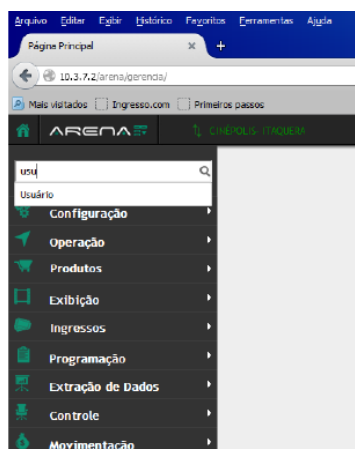 Arquivo Editar Exibir Histórico Favoritos Ferramentas Ajuda
Página Principal × +
10.3.7.2/arena/gerencia/
Mais visitados Ingresso.com Primeiros passos
ARENA CINÉPOLIS- ITAQUERA
usu
Usuário
Configuração
Operação
Produtos
Exibição
Ingressos
Programação
Extração de Dados
Controle
Movimentação